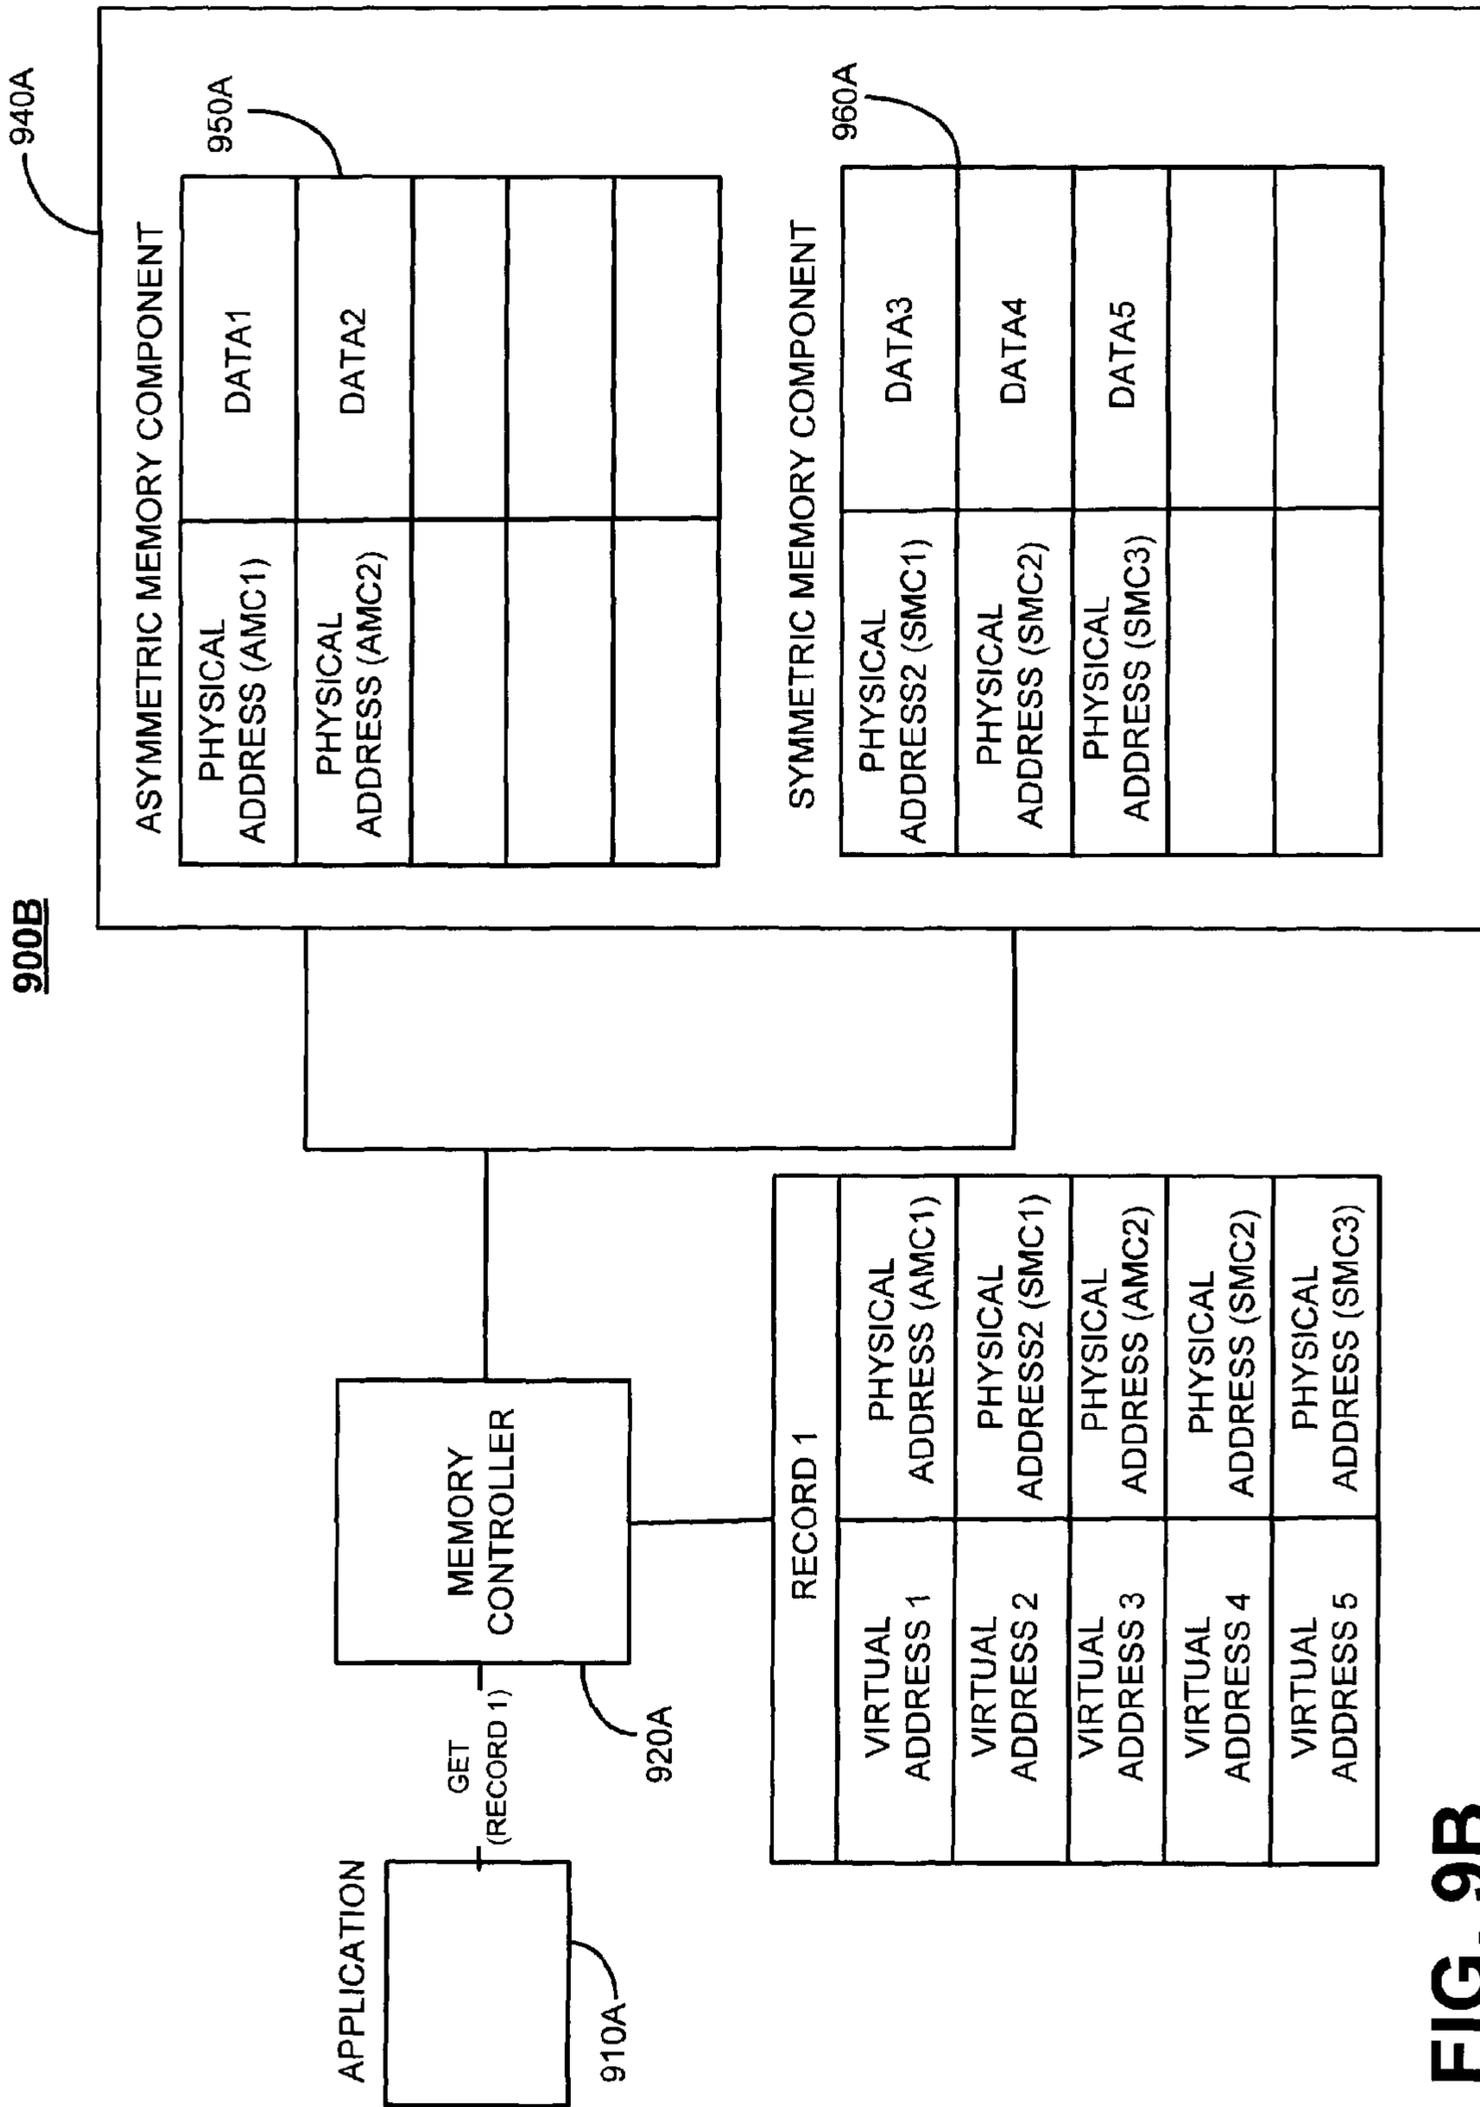 900B
940A
ASYMMETRIC MEMORY COMPONENT
PHYSICAL
ADDRESS (AMC1)
DATA1
PHYSICAL
ADDRESS (AMC2)
DATA2
950A
SYMMETRIC MEMORY COMPONENT
PHYSICAL
ADDRESS2 (SMC1)
DATA3
PHYSICAL
ADDRESS (SMC2)
DATA4
PHYSICAL
ADDRESS (SMC3)
DATA5
960A
APPLICATION
910A
GET
(RECORD 1)
MEMORY
CONTROLLER
920A
RECORD 1
VIRTUAL
ADDRESS 1
PHYSICAL
ADDRESS (AMC1)
VIRTUAL
ADDRESS 2
PHYSICAL
ADDRESS2 (SMC1)
VIRTUAL
ADDRESS 3
PHYSICAL
ADDRESS (AMC2)
VIRTUAL
ADDRESS 4
PHYSICAL
ADDRESS (SMC2)
VIRTUAL
ADDRESS 5
PHYSICAL
ADDRESS (SMC3)
FIG. 9B